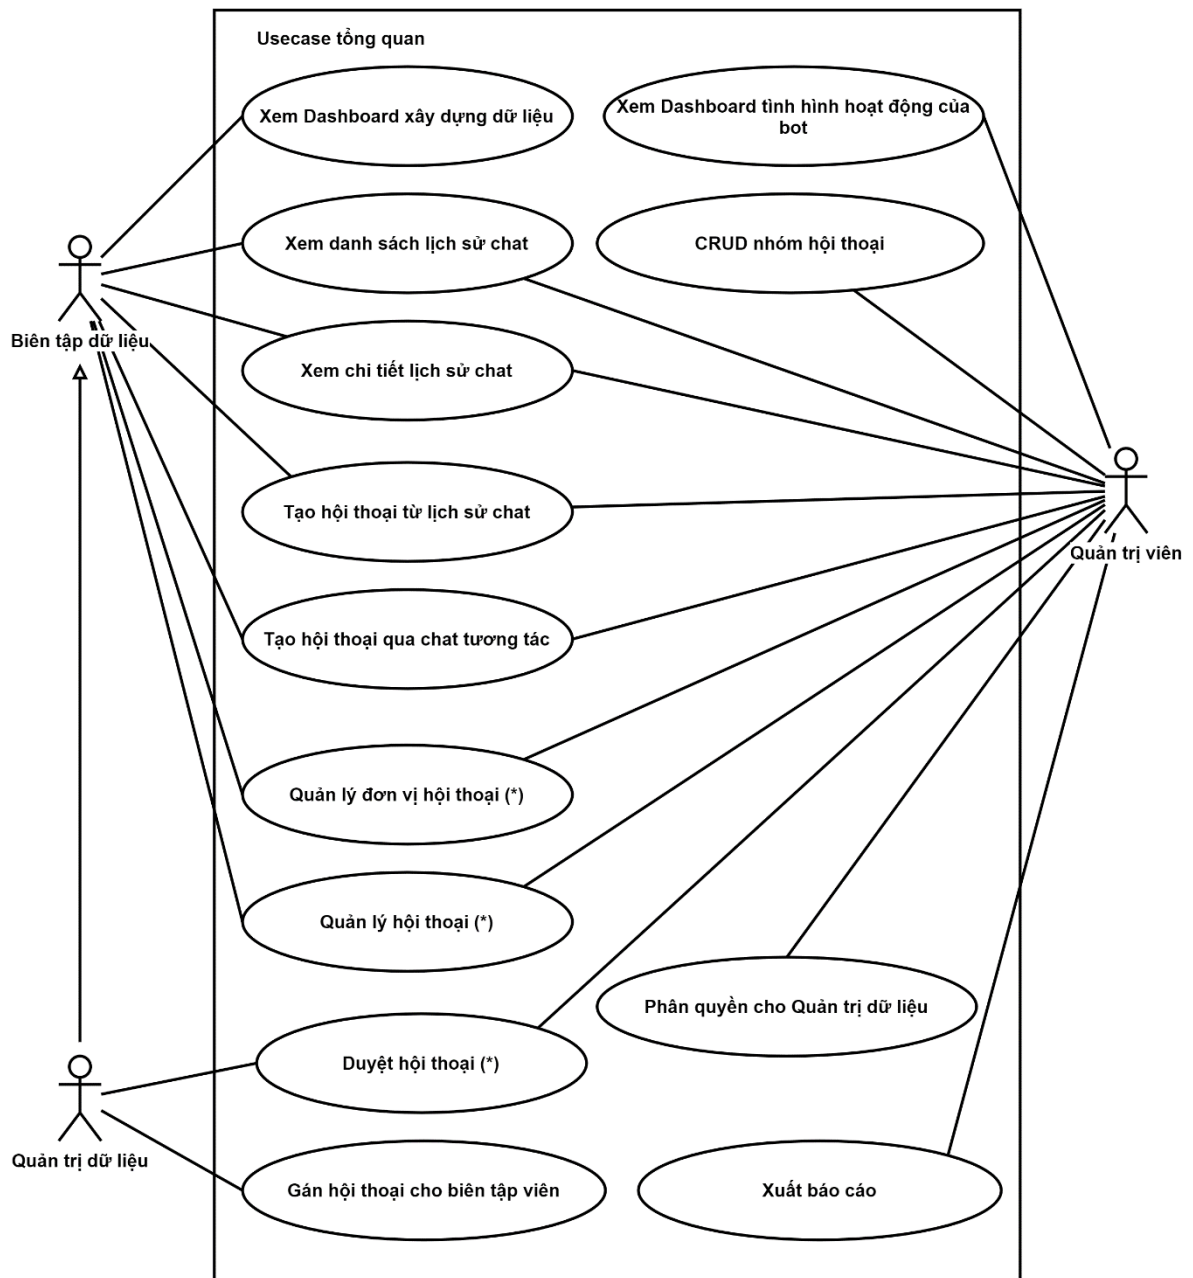 Usecase tổng quan
Xem Dashboard xây dựng dữ liệu
Xem Dashboard tình hình hoạt động của
bot
Xem danh sách lịch sử chat
CRUD nhóm hội thoại
Biên tập dữ liệu
Xem chi tiết lịch sử chat
Tạo hội thoại từ lịch sử chat
Quản trị viên
Tạo hội thoại qua chat tương tác
Quản lý đơn vị hội thoại (*)
Quản lý hội thoại (*)
Phân quyền cho Quản trị dữ liệu
Duyệt hội thoại (*)
Quản trị dữ liệu
Gán hội thoại cho biên tập viên
Xuất báo cáo